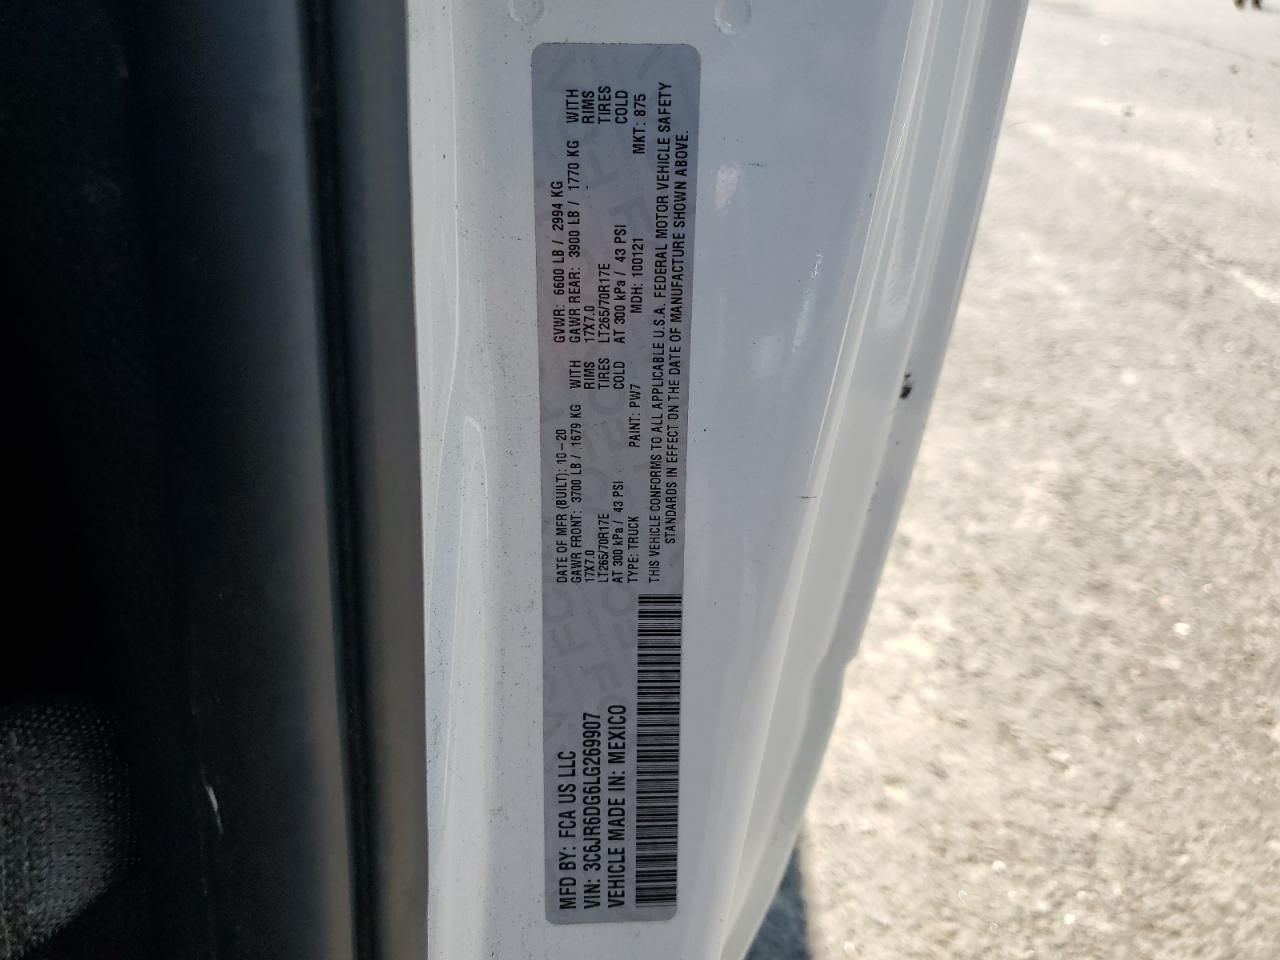 MFD BY: FCA US LLC
VIN: 3C6JR6DG6LG269907
VEHICLE MADE IN: MEXICO
DATE OF MFR (BUILT): 10-20 GVWR: 6600 LB / 2994 KG
GAWR FRONT: 3700 LB / 1679 KG WITH GAWR REAR: 3900 LB / 1770 KG WITH
17X7.0 RIMS 17X7.0 RIMS
LT265/70R17E TIRES LT265/70R17E TIRES
AT 300 kPa / 43 PSI COLD AT 300 kPa / 43 PSI COLD
TYPE: TRUCK PAINT: PW7 MDH: 100121 MKT: 875
THIS VEHICLE CONFORMS TO ALL APPLICABLE U.S.A. FEDERAL MOTOR VEHICLE SAFETY
STANDARDS IN EFFECT ON THE DATE OF MANUFACTURE SHOWN ABOVE.